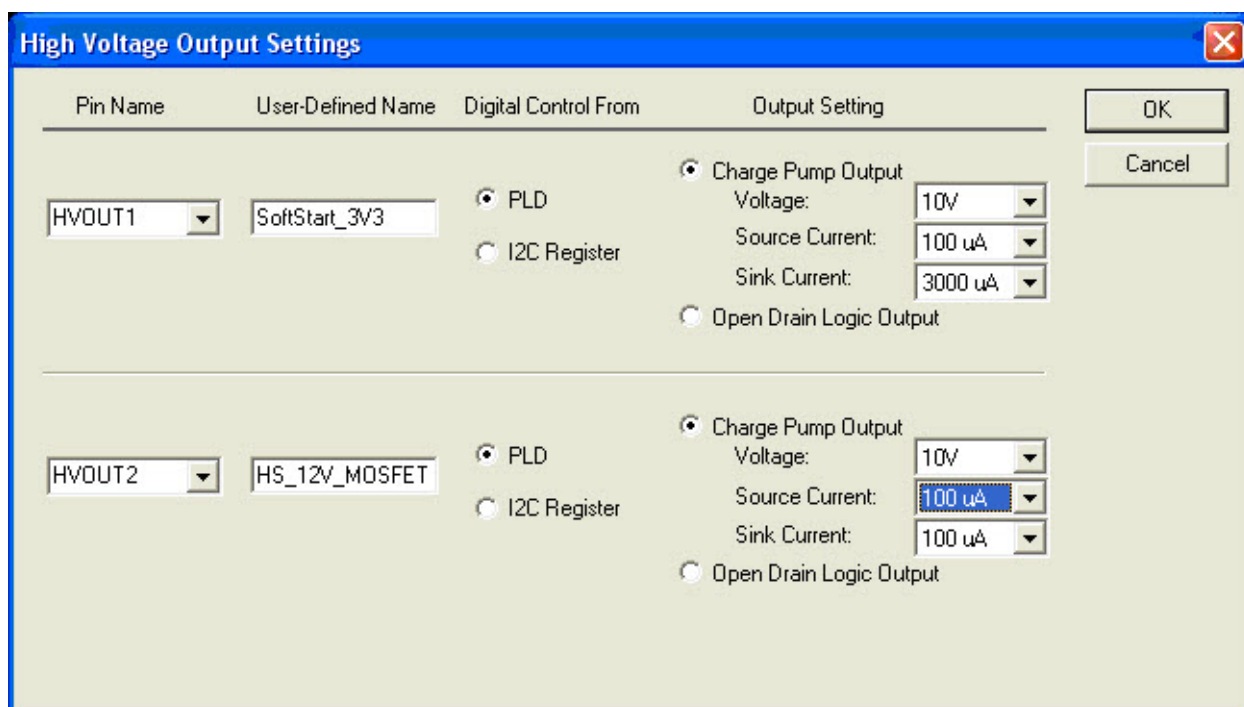 High Voltage Output Settings
Pin Name User-Defined Name Digital Control From Output Setting
OK
Cancel
HVOUT1 SoftStart_3V3
PLD
I2C Register
Charge Pump Output
Voltage: 10V
Source Current: 100 uA
Sink Current: 3000 uA
Open Drain Logic Output
HVOUT2 HS_12V_MOSFET
PLD
I2C Register
Charge Pump Output
Voltage: 10V
Source Current: 100 uA
Sink Current: 100 uA
Open Drain Logic Output